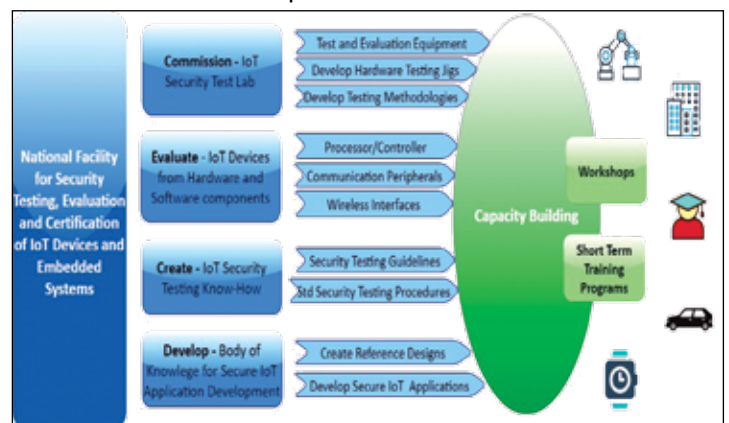 National Facility
for Security
Testing, Evaluation
and Certification
of IoT Devices and
Embedded
Systems
Commission - IoT
Security Test Lab
Test and Evaluation Equipment
Develop Hardware Testing Jigs
Develop Testing Methodologies
Evaluate - IoT Devices
from Hardware and
Software components
Processor/Controller
Communication Peripherals
Wireless Interfaces
Create - IoT Security
Testing Know-How
Security Testing Guidelines
Std Security Testing Procedures
Develop - Body of
Knowlege for Secure IoT
Application Development
Create Reference Designs
Develop Secure IoT Applications
Capacity Building
Workshops
Short Term
Training
Programs